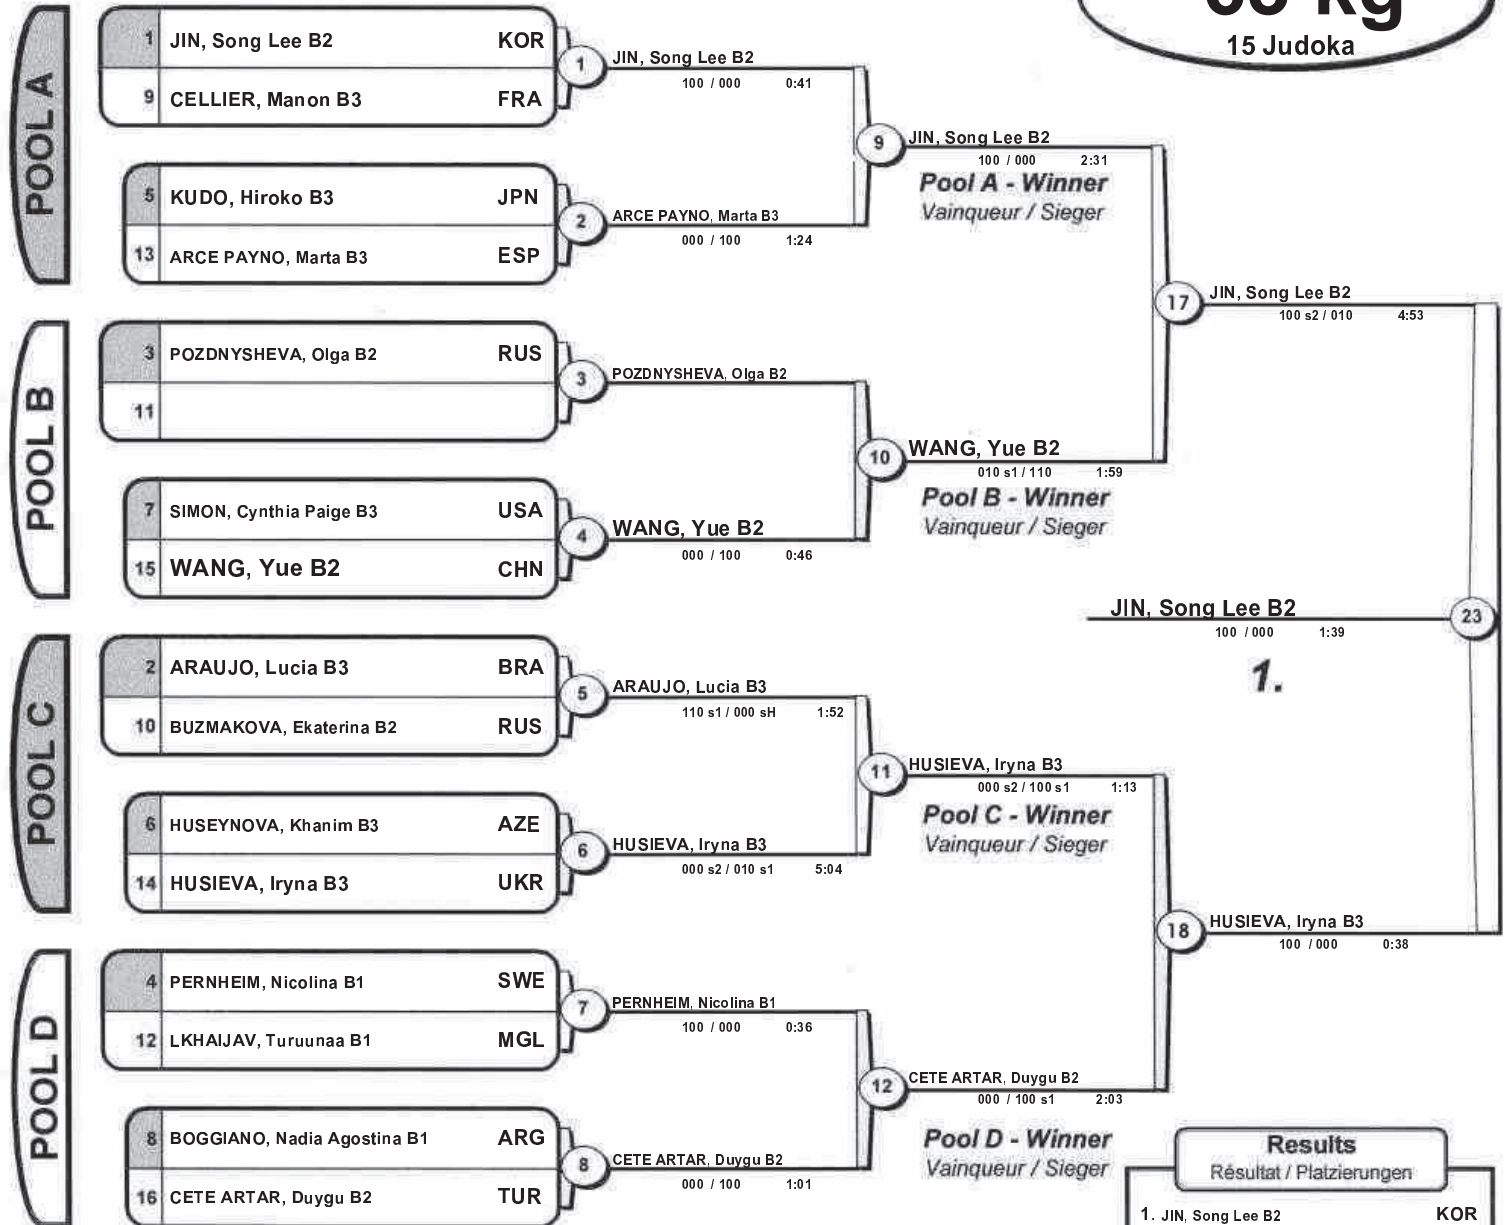 63 kg
15 Judoka
POOL A
1 JIN, Song Lee B2 KOR
9 CELLIER, Manon B3 FRA
1
JIN, Song Lee B2
100 / 000 0:41
5 KUDO, Hiroko B3 JPN
13 ARCE PAYNO, Marta B3 ESP
2
ARCE PAYNO, Marta B3
000 / 100 1:24
9
JIN, Song Lee B2
100 / 000 2:31
Pool A - Winner
Vainqueur / Sieger
POOL B
3 POZDNYSHEVA, Olga B2 RUS
11
3
POZDNYSHEVA, Olga B2
7 SIMON, Cynthia Paige B3 USA
15 WANG, Yue B2 CHN
4
WANG, Yue B2
000 / 100 0:46
10
WANG, Yue B2
010 s1 / 110 1:59
Pool B - Winner
Vainqueur / Sieger
17
JIN, Song Lee B2
100 s2 / 010 4:53
POOL C
2 ARAUJO, Lucia B3 BRA
10 BUZMAKOVA, Ekaterina B2 RUS
5
ARAUJO, Lucia B3
110 s1 / 000 sH 1:52
6 HUSEYNOVA, Khanim B3 AZE
14 HUSIEVA, Iryna B3 UKR
6
HUSIEVA, Iryna B3
000 s2 / 010 s1 5:04
11
HUSIEVA, Iryna B3
000 s2 / 100 s1 1:13
Pool C - Winner
Vainqueur / Sieger
POOL D
4 PERNHEIM, Nicolina B1 SWE
12 LKHAIJAV, Turuunaa B1 MGL
7
PERNHEIM, Nicolina B1
100 / 000 0:36
8 BOGGIANO, Nadia Agostina B1 ARG
16 CETE ARTAR, Duygu B2 TUR
8
CETE ARTAR, Duygu B2
000 / 100 1:01
12
CETE ARTAR, Duygu B2
000 / 100 s1 2:03
Pool D - Winner
Vainqueur / Sieger
18
HUSIEVA, Iryna B3
100 / 000 0:38
23
JIN, Song Lee B2
100 / 000 1:39
1.
Results
Résultat / Platzierungen
1. JIN, Song Lee B2 KOR